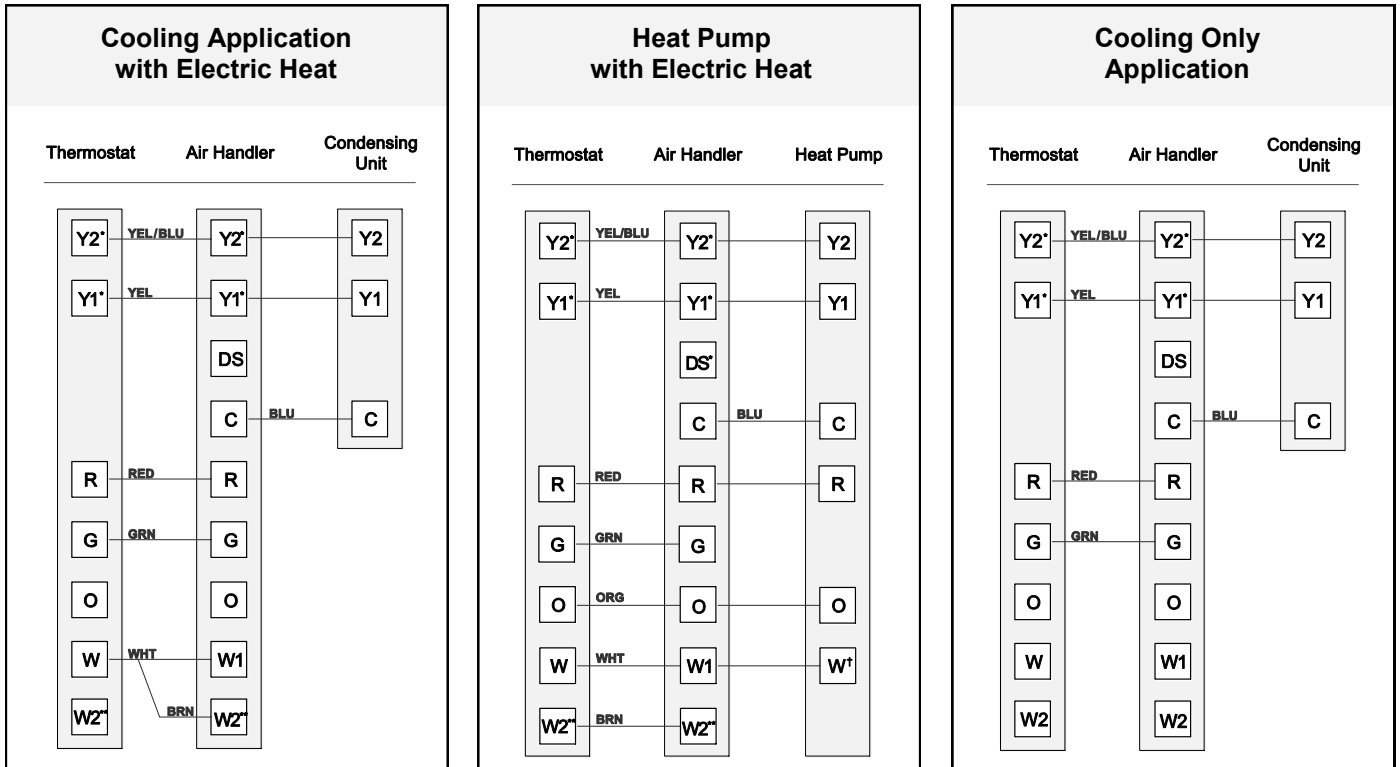 Cooling Application
with Electric Heat
Thermostat Air Handler Condensing
Unit
Y2* YEL/BLU Y2* Y2
Y1* YEL Y1* Y1
DS
C BLU C
R RED R
G GRN G
O O
W WHT W1
W2** BRN W2**
Heat Pump
with Electric Heat
Thermostat Air Handler Heat Pump
Y2* YEL/BLU Y2* Y2
Y1* YEL Y1* Y1
DS*
C BLU C
R RED R R
G GRN G
O ORG O O
W WHT W1 W†
W2** BRN W2**
Cooling Only
Application
Thermostat Air Handler Condensing
Unit
Y2* YEL/BLU Y2* Y2
Y1* YEL Y1* Y1
DS
C BLU C
R RED R
G GRN G
O O
W W1
W2 W2